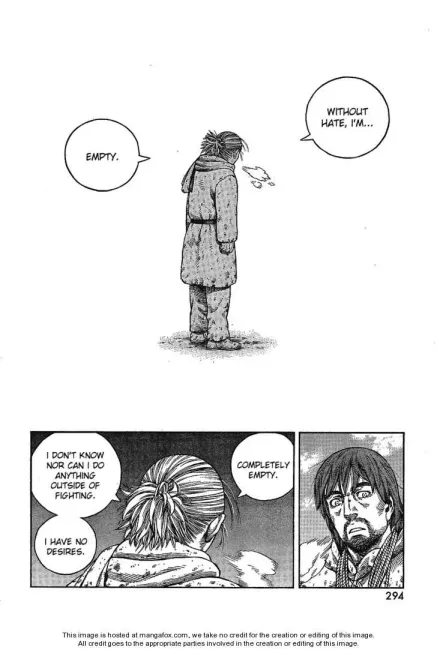 WITHOUT
HATE, I'M...
EMPTY.
I DON'T KNOW
NOR CAN I DO
ANYTHING
OUTSIDE OF
FIGHTING.
I HAVE NO
DESIRES.
COMPLETELY
EMPTY.
294
This image is hosted at mangafox.com, we take no credit for the creation or editing of this image.
All credit goes to the appropriate parties involved in the creation or editing of this image.